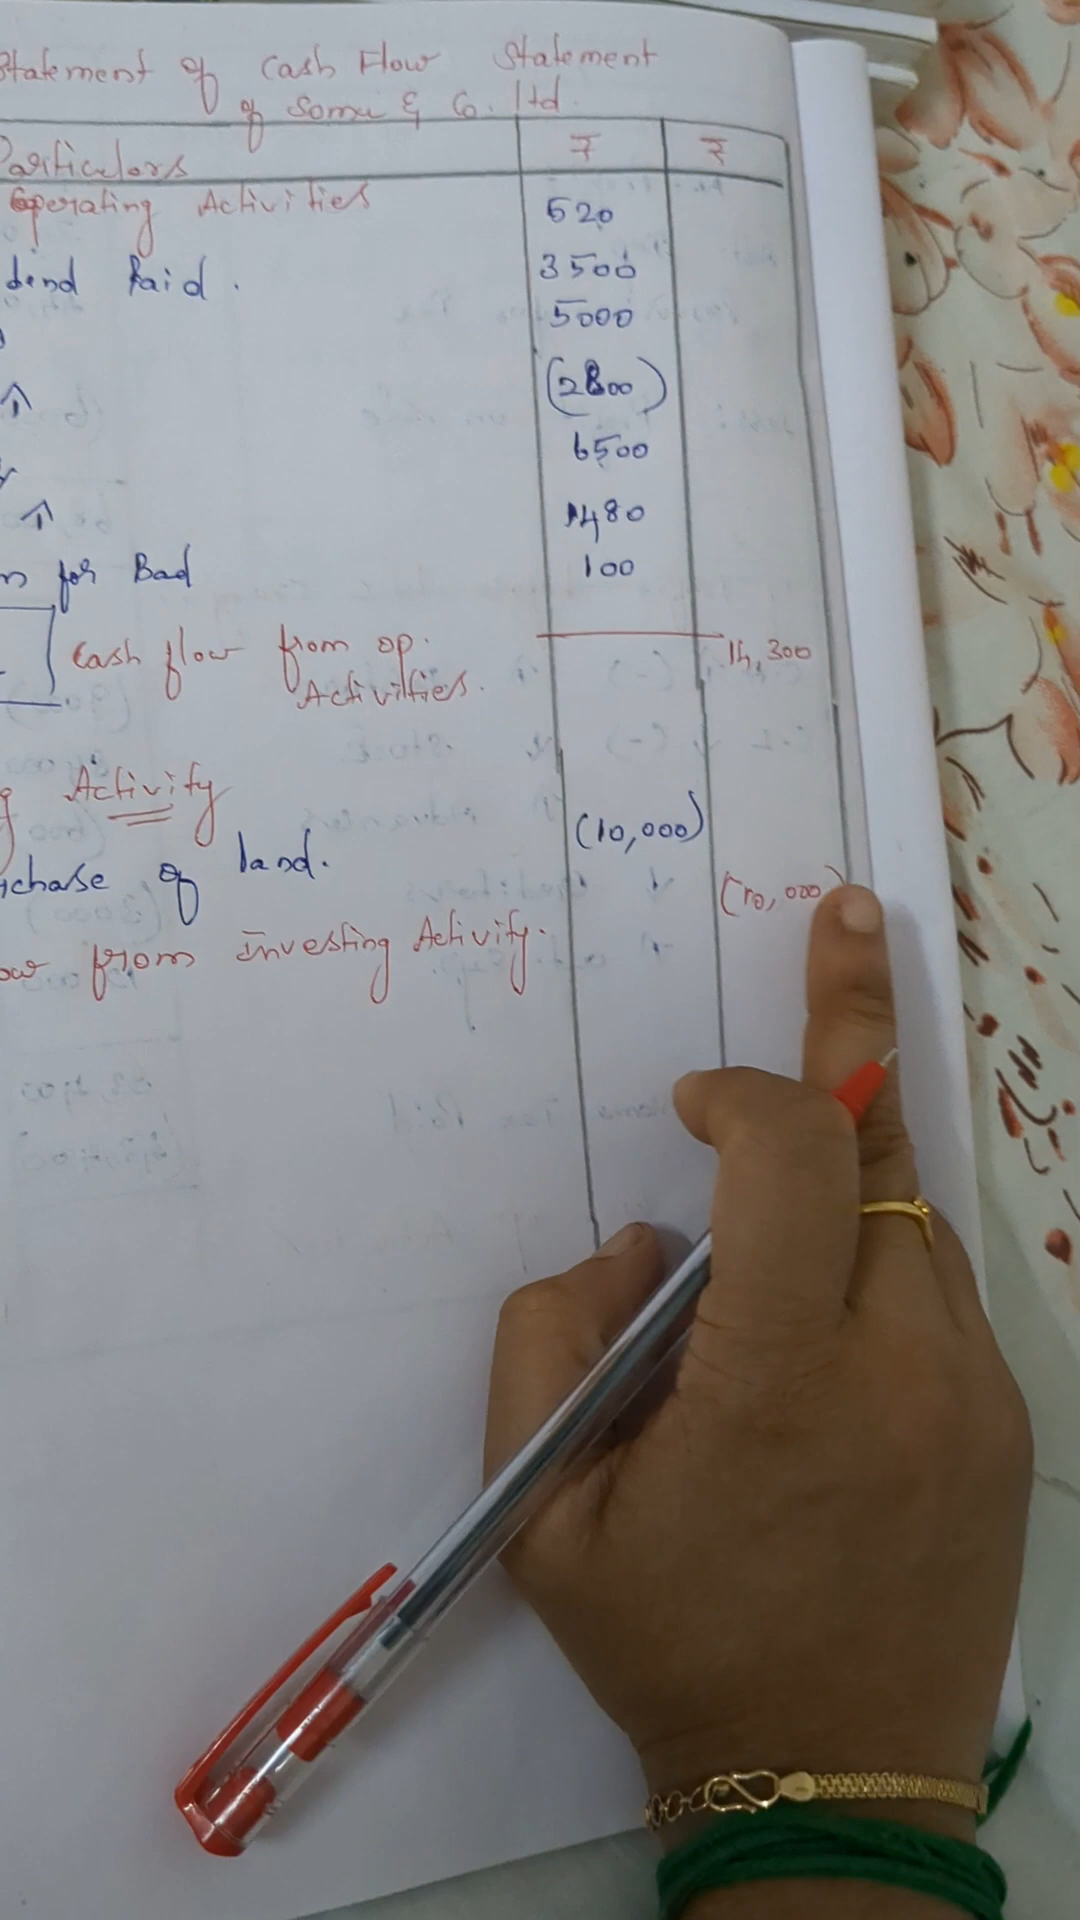 Statement of Cash Flow Statement
of Somu & Co. Ltd.
Particulars ₹ ₹
Operating Activities 520
dend Paid. 3500
5000
↑ (2800)
6500
↑ 1480
n for Bad 100
Cash flow from op. 14,300
Activities.
g Activity
rchase of land. (10,000)
(10,000)
ow from Investing Activity.